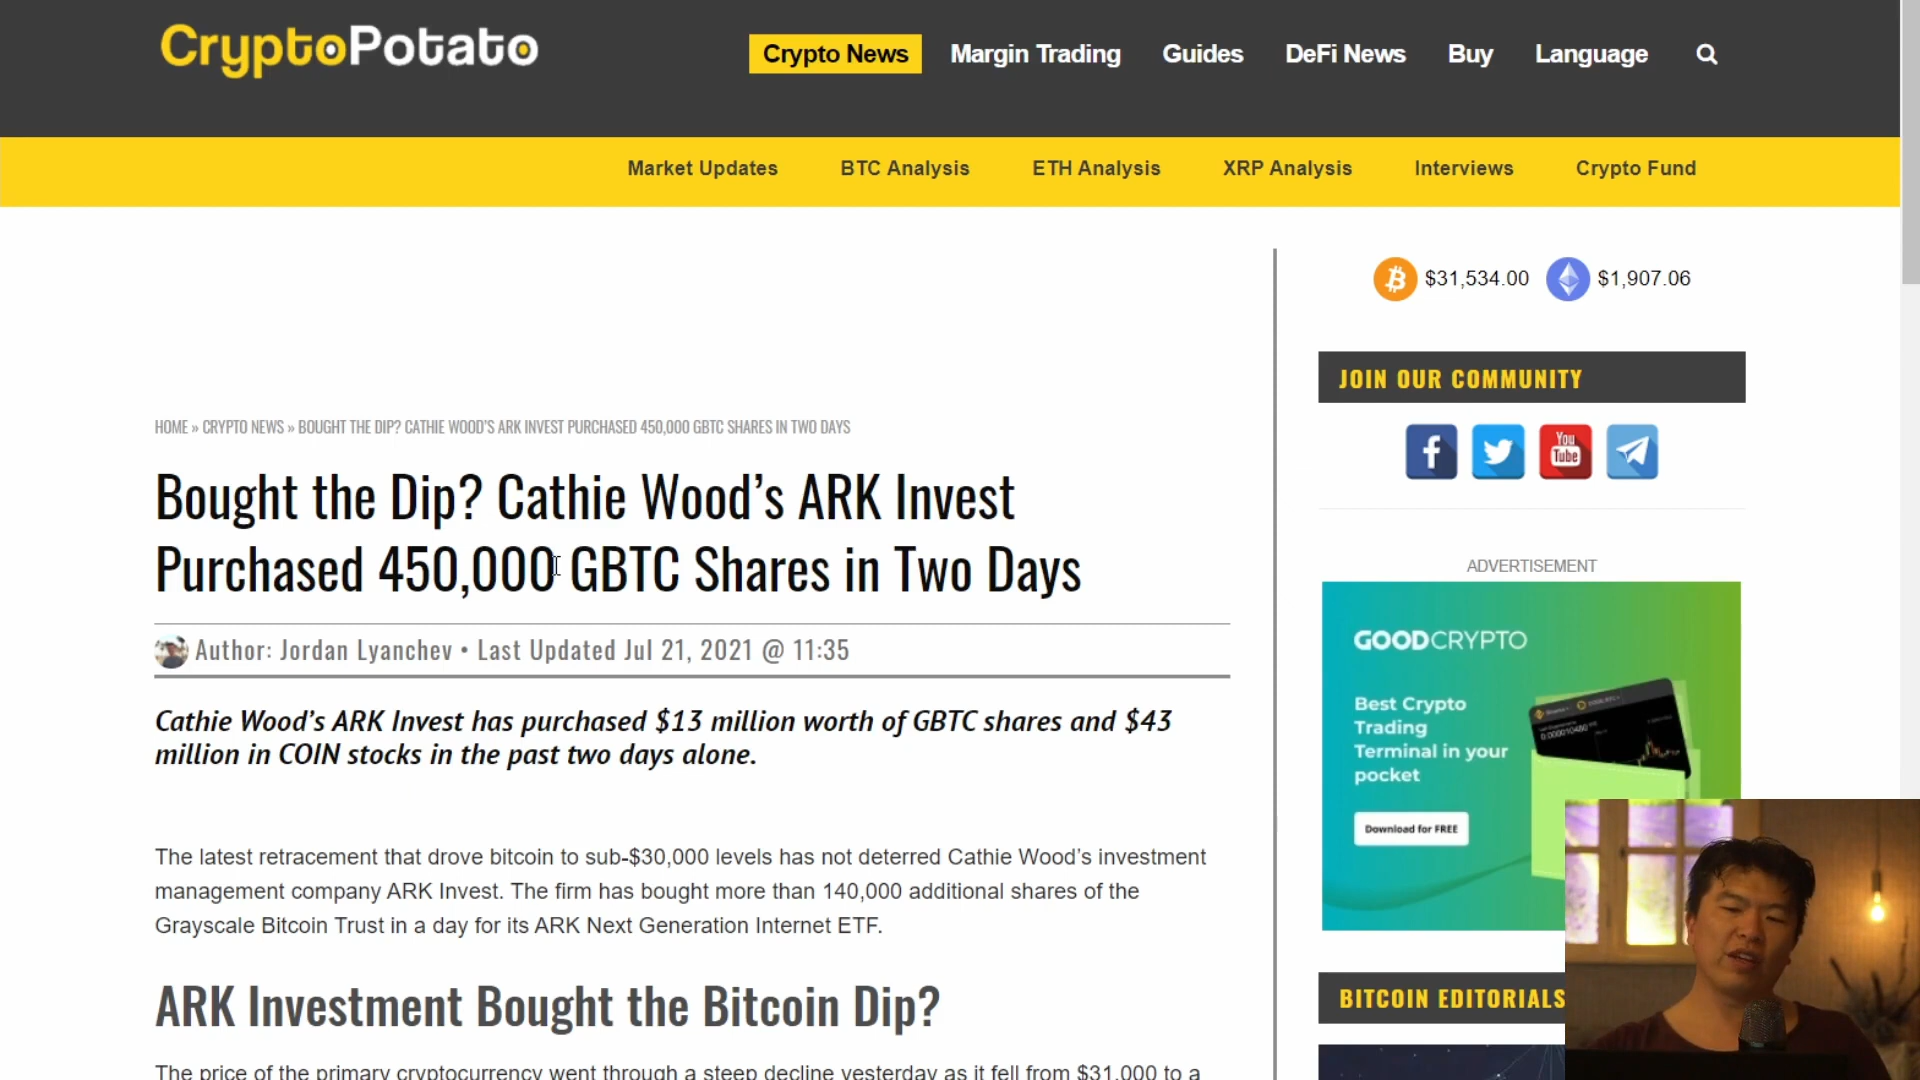 CryptoPotato
Crypto News Margin Trading Guides DeFi News Buy Language
Market Updates BTC Analysis ETH Analysis XRP Analysis Interviews Crypto Fund
$31,534.00 $1,907.06
JOIN OUR COMMUNITY
You
Tube
HOME » CRYPTO NEWS » BOUGHT THE DIP? CATHIE WOOD'S ARK INVEST PURCHASED 450,000 GBTC SHARES IN TWO DAYS
Bought the Dip? Cathie Wood’s ARK Invest
Purchased 450,000 GBTC Shares in Two Days
Author: Jordan Lyanchev • Last Updated Jul 21, 2021 @ 11:35
Cathie Wood’s ARK Invest has purchased $13 million worth of GBTC shares and $43
million in COIN stocks in the past two days alone.
The latest retracement that drove bitcoin to sub-$30,000 levels has not deterred Cathie Wood’s investment
management company ARK Invest. The firm has bought more than 140,000 additional shares of the
Grayscale Bitcoin Trust in a day for its ARK Next Generation Internet ETF.
ARK Investment Bought the Bitcoin Dip?
The price of the primary cryptocurrency went through a steep decline yesterday as it fell from $31,000 to a
ADVERTISEMENT
GOODCRYPTO
Best Crypto
Trading
Terminal in your
pocket
Download for FREE
BITCOIN EDITORIALS